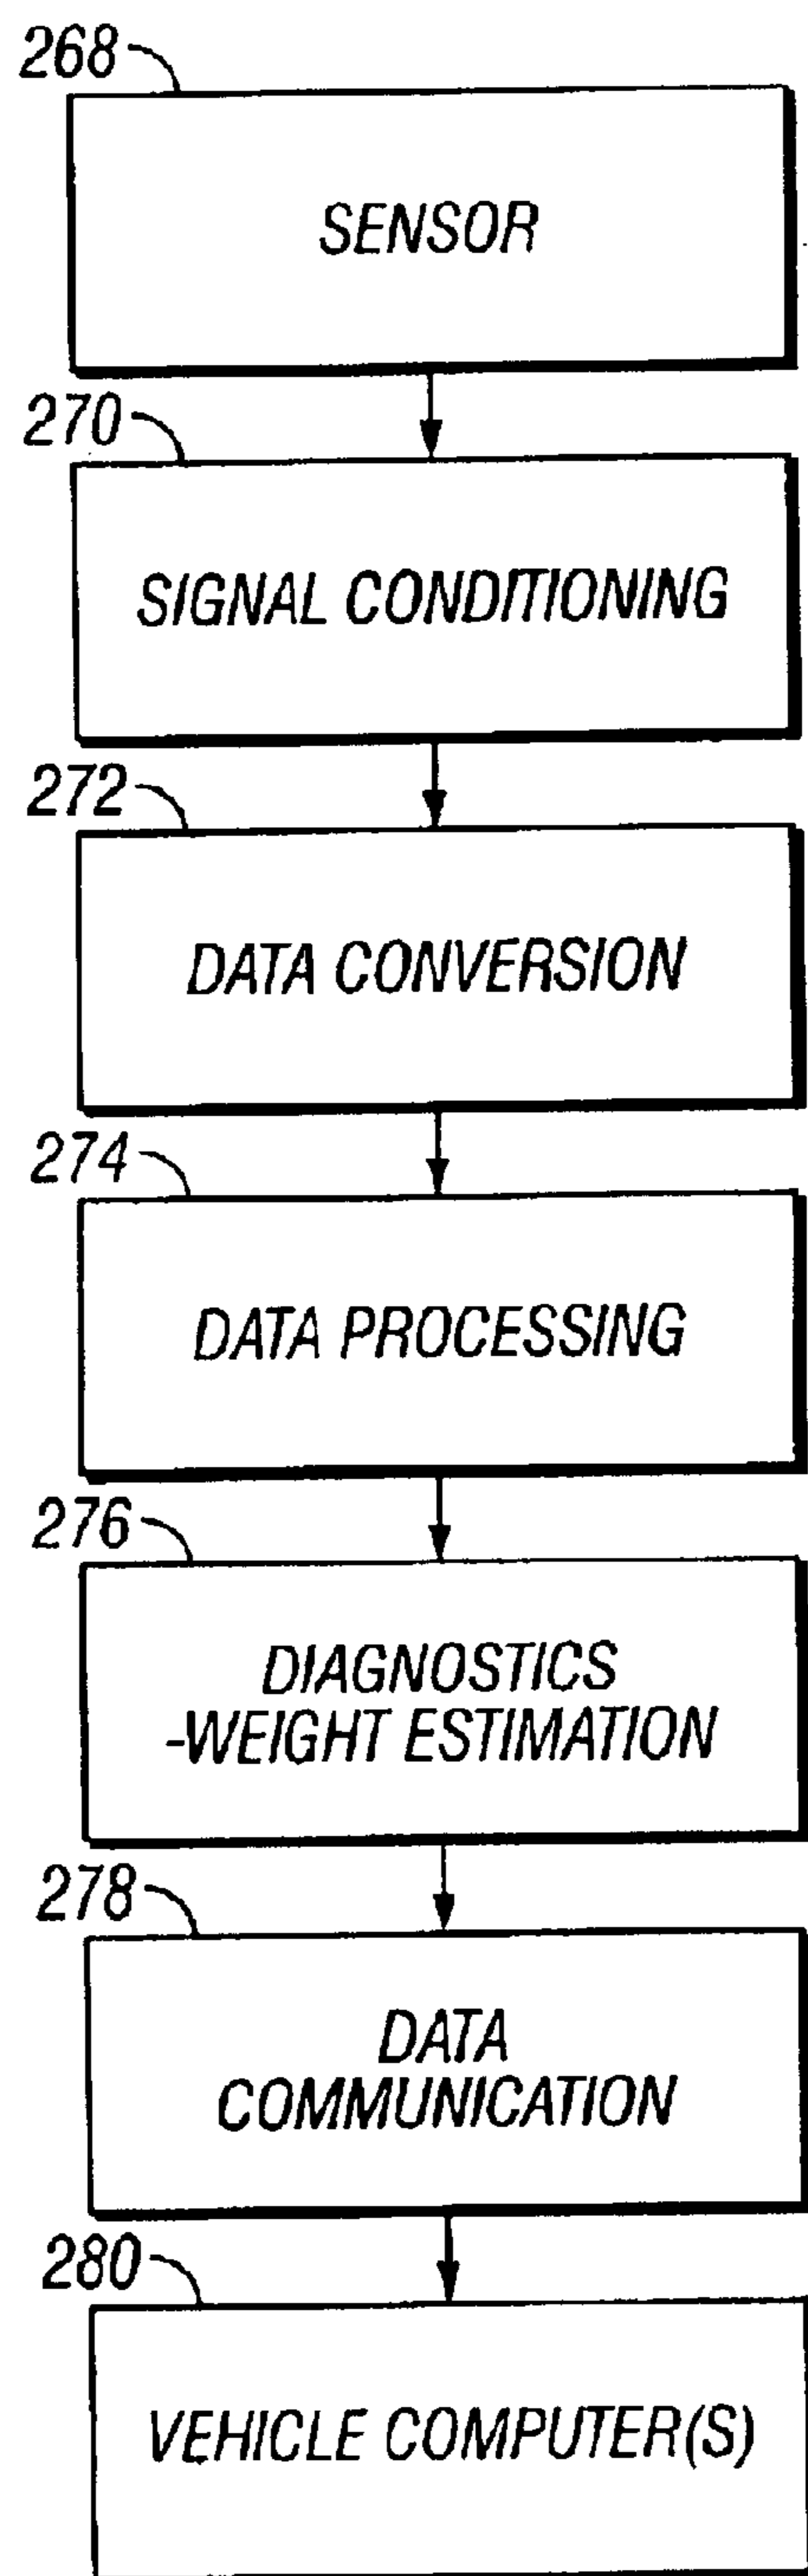 268
SENSOR
270
SIGNAL CONDITIONING
272
DATA CONVERSION
274
DATA PROCESSING
276
DIAGNOSTICS
-WEIGHT ESTIMATION
278
DATA
COMMUNICATION
280
VEHICLE COMPUTER(S)